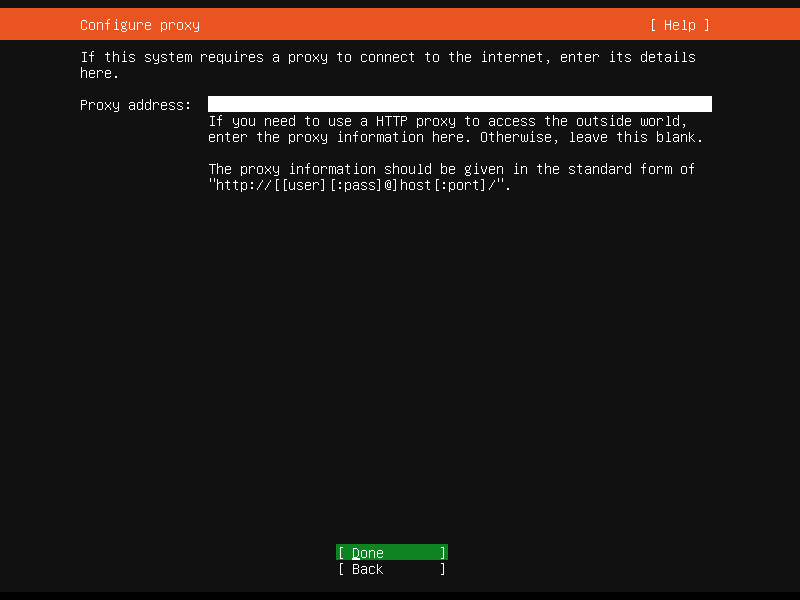 Configure proxy [ Help ]
If this system requires a proxy to connect to the internet, enter its details
here.
Proxy address:
If you need to use a HTTP proxy to access the outside world,
enter the proxy information here. Otherwise, leave this blank.
The proxy information should be given in the standard form of
"http://[[user][:pass]@]host[:port]/".
[ Done ]
[ Back ]